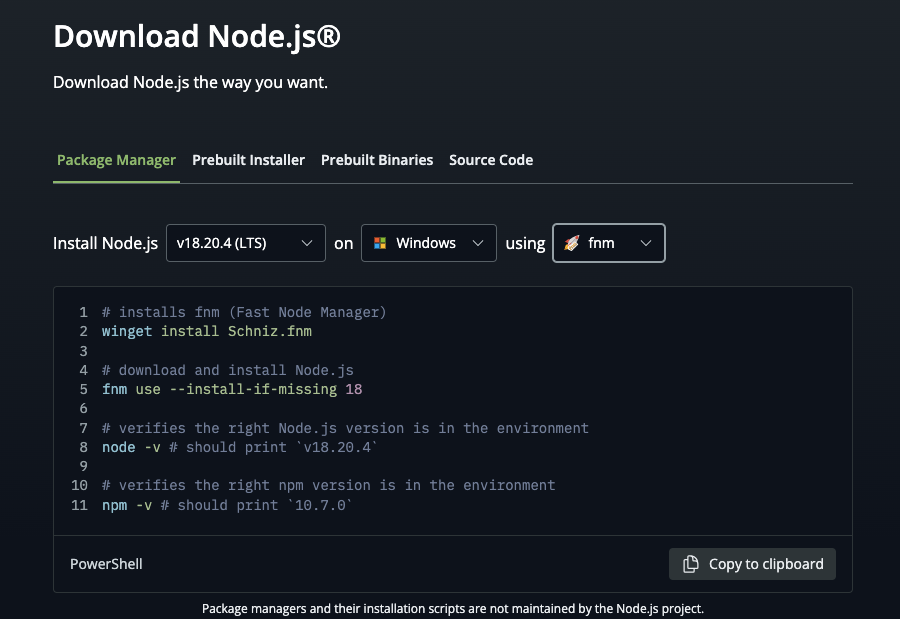 Download Node.js®
Download Node.js the way you want.
Package Manager Prebuilt Installer Prebuilt Binaries Source Code
Install Node.js v18.20.4 (LTS) on Windows using fnm
1 # installs fnm (Fast Node Manager)
2 winget install Schniz.fnm
3
4 # download and install Node.js
5 fnm use --install-if-missing 18
6
7 # verifies the right Node.js version is in the environment
8 node -v # should print `v18.20.4`
9
10 # verifies the right npm version is in the environment
11 npm -v # should print `10.7.0`
PowerShell Copy to clipboard
Package managers and their installation scripts are not maintained by the Node.js project.